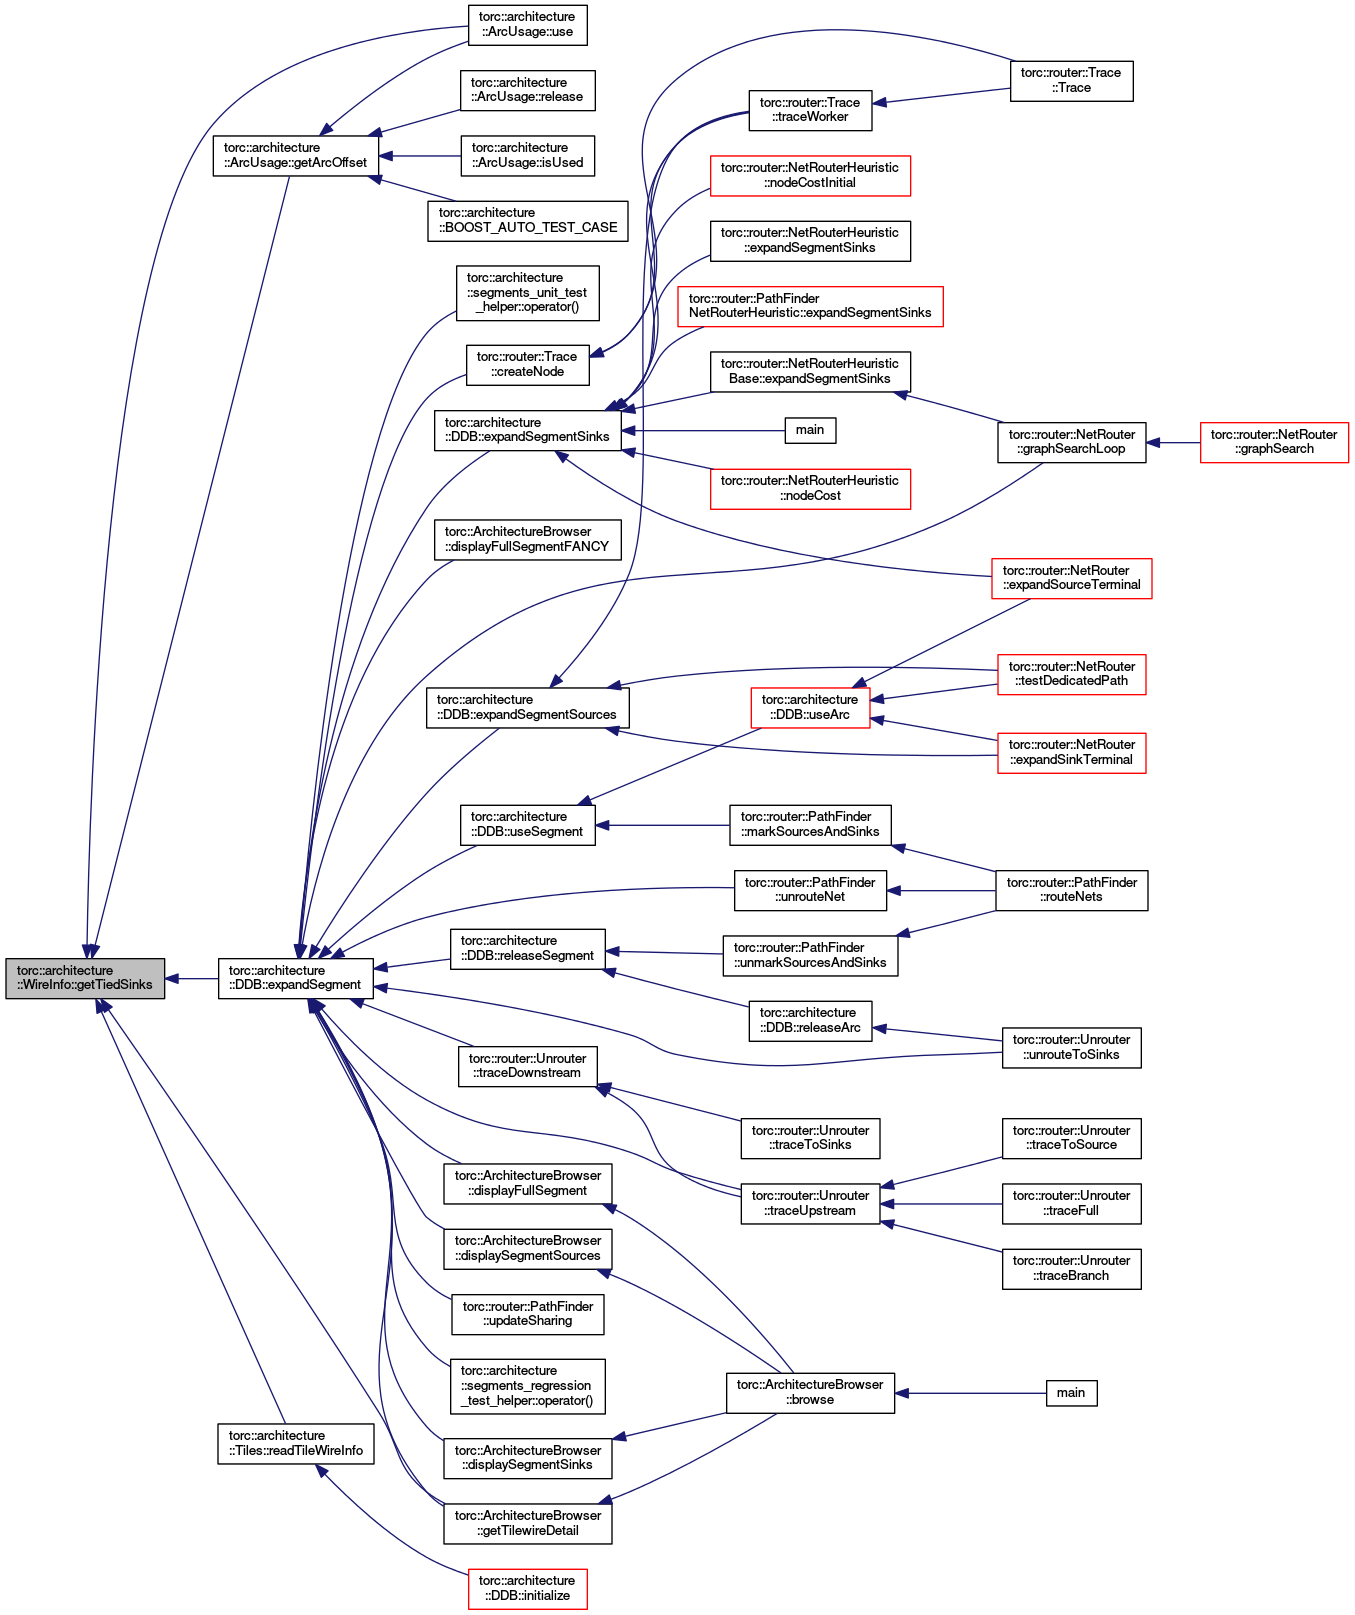 torc::architecture
::ArcUsage::use
torc::architecture
::ArcUsage::release
torc::architecture
::ArcUsage::getArcOffset
torc::architecture
::ArcUsage::isUsed
torc::architecture
::BOOST_AUTO_TEST_CASE
torc::router::Trace
::Trace
torc::router::Trace
::traceWorker
torc::router::NetRouterHeuristic
::nodeCostInitial
torc::router::NetRouterHeuristic
::expandSegmentSinks
torc::architecture
::segments_unit_test
_helper::operator()
torc::router::PathFinder
NetRouterHeuristic::expandSegmentSinks
torc::router::Trace
::createNode
torc::router::NetRouterHeuristic
Base::expandSegmentSinks
torc::architecture
::DDB::expandSegmentSinks
main
torc::router::NetRouter
::graphSearchLoop
torc::router::NetRouter
::graphSearch
torc::router::NetRouterHeuristic
::nodeCost
torc::ArchitectureBrowser
::displayFullSegmentFANCY
torc::router::NetRouter
::expandSourceTerminal
torc::architecture
::DDB::expandSegmentSources
torc::architecture
::DDB::useArc
torc::router::NetRouter
::testDedicatedPath
torc::router::NetRouter
::expandSinkTerminal
torc::architecture
::DDB::useSegment
torc::router::PathFinder
::markSourcesAndSinks
torc::router::PathFinder
::unrouteNet
torc::router::PathFinder
::routeNets
torc::architecture
::WireInfo::getTiedSinks
torc::architecture
::DDB::expandSegment
torc::architecture
::DDB::releaseSegment
torc::router::PathFinder
::unmarkSourcesAndSinks
torc::architecture
::DDB::releaseArc
torc::router::Unrouter
::unrouteToSinks
torc::router::Unrouter
::traceDownstream
torc::router::Unrouter
::traceToSinks
torc::router::Unrouter
::traceToSource
torc::ArchitectureBrowser
::displayFullSegment
torc::router::Unrouter
::traceUpstream
torc::router::Unrouter
::traceFull
torc::ArchitectureBrowser
::displaySegmentSources
torc::router::Unrouter
::traceBranch
torc::router::PathFinder
::updateSharing
torc::architecture
::segments_regression
_test_helper::operator()
torc::ArchitectureBrowser
::browse
main
torc::architecture
::Tiles::readTileWireInfo
torc::ArchitectureBrowser
::displaySegmentSinks
torc::ArchitectureBrowser
::getTilewireDetail
torc::architecture
::DDB::initialize